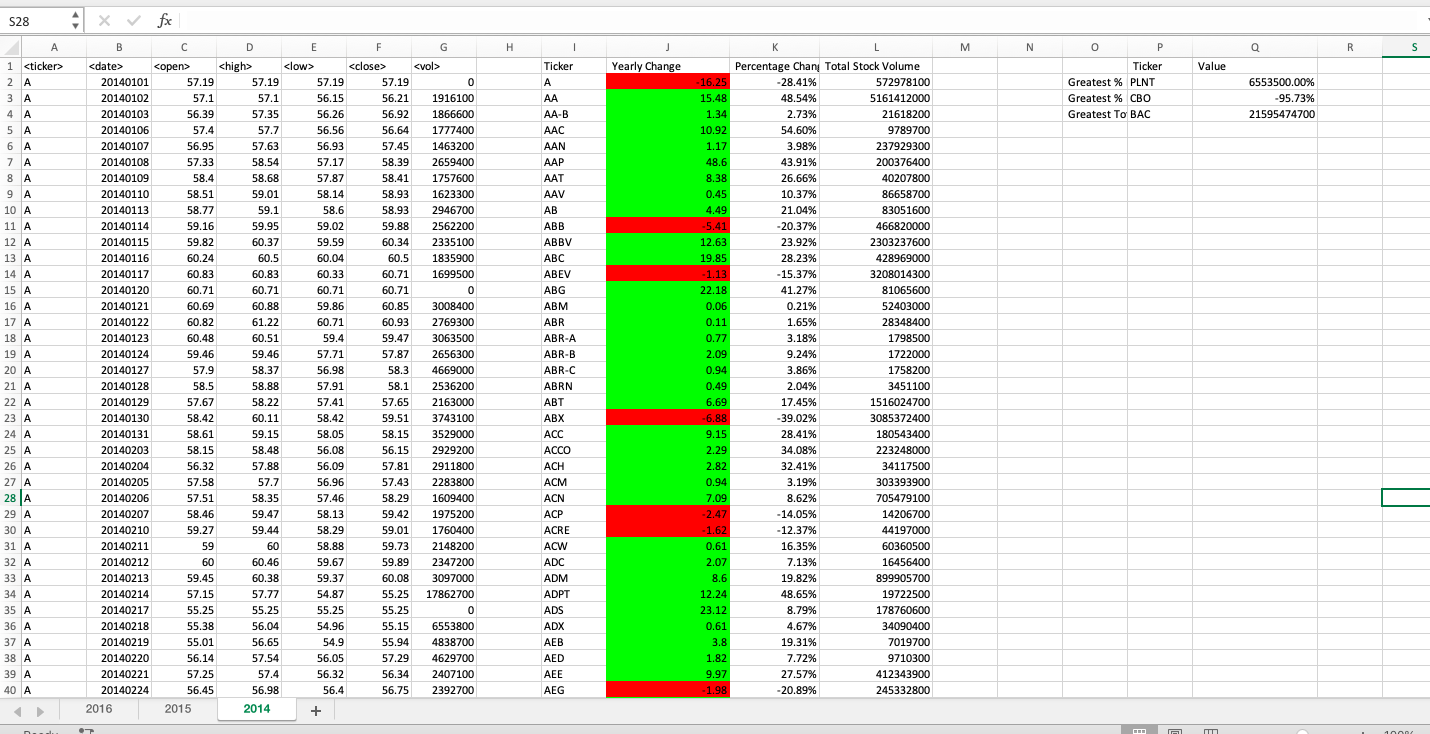 S28 fx
A B C D E F G H I J K L M N O P Q R S
1 <ticker> <date> <open> <high> <low> <close> <vol> Ticker Yearly Change Percentage Chan Total Stock Volume Ticker Value
2 A 20140101 57.19 57.19 57.19 57.19 0 A -16.25 -28.41% 572978100 Greatest % PLNT 6553500.00%
3 A 20140102 57.1 57.1 56.15 56.21 1916100 AA 15.48 48.54% 5161412000 Greatest % CBO -95.73%
4 A 20140103 56.39 57.35 56.26 56.92 1866600 AA-B 1.34 2.73% 21618200 Greatest To BAC 21595474700
5 A 20140106 57.4 57.7 56.56 56.64 1777400 AAC 10.92 54.60% 9789700
6 A 20140107 56.95 57.63 56.93 57.45 1463200 AAN 1.17 3.98% 237929300
7 A 20140108 57.33 58.54 57.17 58.39 2659400 AAP 48.6 43.91% 200376400
8 A 20140109 58.4 58.68 57.87 58.41 1757600 AAT 8.38 26.66% 40207800
9 A 20140110 58.51 59.01 58.14 58.93 1623300 AAV 0.45 10.37% 86658700
10 A 20140113 58.77 59.1 58.6 58.93 2946700 AB 4.49 21.04% 83051600
11 A 20140114 59.16 59.95 59.02 59.88 2562200 ABB -5.41 -20.37% 466820000
12 A 20140115 59.82 60.37 59.59 60.34 2335100 ABBV 12.63 23.92% 2303237600
13 A 20140116 60.24 60.5 60.04 60.5 1835900 ABC 19.85 28.23% 428969000
14 A 20140117 60.83 60.83 60.33 60.71 1699500 ABEV -1.13 -15.37% 3208014300
15 A 20140120 60.71 60.71 60.71 60.71 0 ABG 22.18 41.27% 81065600
16 A 20140121 60.69 60.88 59.86 60.85 3008400 ABM 0.06 0.21% 52403000
17 A 20140122 60.82 61.22 60.71 60.93 2769300 ABR 0.11 1.65% 28348400
18 A 20140123 60.48 60.51 59.4 59.47 3063500 ABR-A 0.77 3.18% 1798500
19 A 20140124 59.46 59.46 57.71 57.87 2656300 ABR-B 2.09 9.24% 1722000
20 A 20140127 57.9 58.37 56.98 58.3 4669000 ABR-C 0.94 3.86% 1758200
21 A 20140128 58.5 58.88 57.91 58.1 2536200 ABRN 0.49 2.04% 3451100
22 A 20140129 57.67 58.22 57.41 57.65 2163000 ABT 6.69 17.45% 1516024700
23 A 20140130 58.42 60.11 58.42 59.51 3743100 ABX -6.88 -39.02% 3085372400
24 A 20140131 58.61 59.15 58.05 58.15 3529000 ACC 9.15 28.41% 180543400
25 A 20140203 58.15 58.48 56.08 56.15 2929200 ACCO 2.29 34.08% 223248000
26 A 20140204 56.32 57.88 56.09 57.81 2911800 ACH 2.82 32.41% 34117500
27 A 20140205 57.58 57.7 56.96 57.43 2283800 ACM 0.94 3.19% 303393900
28 A 20140206 57.51 58.35 57.46 58.29 1609400 ACN 7.09 8.62% 705479100
29 A 20140207 58.46 59.47 58.13 59.42 1975200 ACP -2.47 -14.05% 14206700
30 A 20140210 59.27 59.44 58.29 59.01 1760400 ACRE -1.62 -12.37% 44197000
31 A 20140211 59 60 58.88 59.73 2148200 ACW 0.61 16.35% 60360500
32 A 20140212 60 60.46 59.67 59.89 2347200 ADC 2.07 7.13% 16456400
33 A 20140213 59.45 60.38 59.37 60.08 3097000 ADM 8.6 19.82% 899905700
34 A 20140214 57.15 57.77 54.87 55.25 17862700 ADPT 12.24 48.65% 19722500
35 A 20140217 55.25 55.25 55.25 55.25 0 ADS 23.12 8.79% 178760600
36 A 20140218 55.38 56.04 54.96 55.15 6553800 ADX 0.61 4.67% 34090400
37 A 20140219 55.01 56.65 54.9 55.94 4838700 AEB 3.8 19.31% 7019700
38 A 20140220 56.14 57.54 56.05 57.29 4629700 AED 1.82 7.72% 9710300
39 A 20140221 57.25 57.4 56.32 56.34 2407100 AEE 9.97 27.57% 412343900
40 A 20140224 56.45 56.98 56.4 56.75 2392700 AEG -1.98 -20.89% 245332800
2016 2015 2014 +